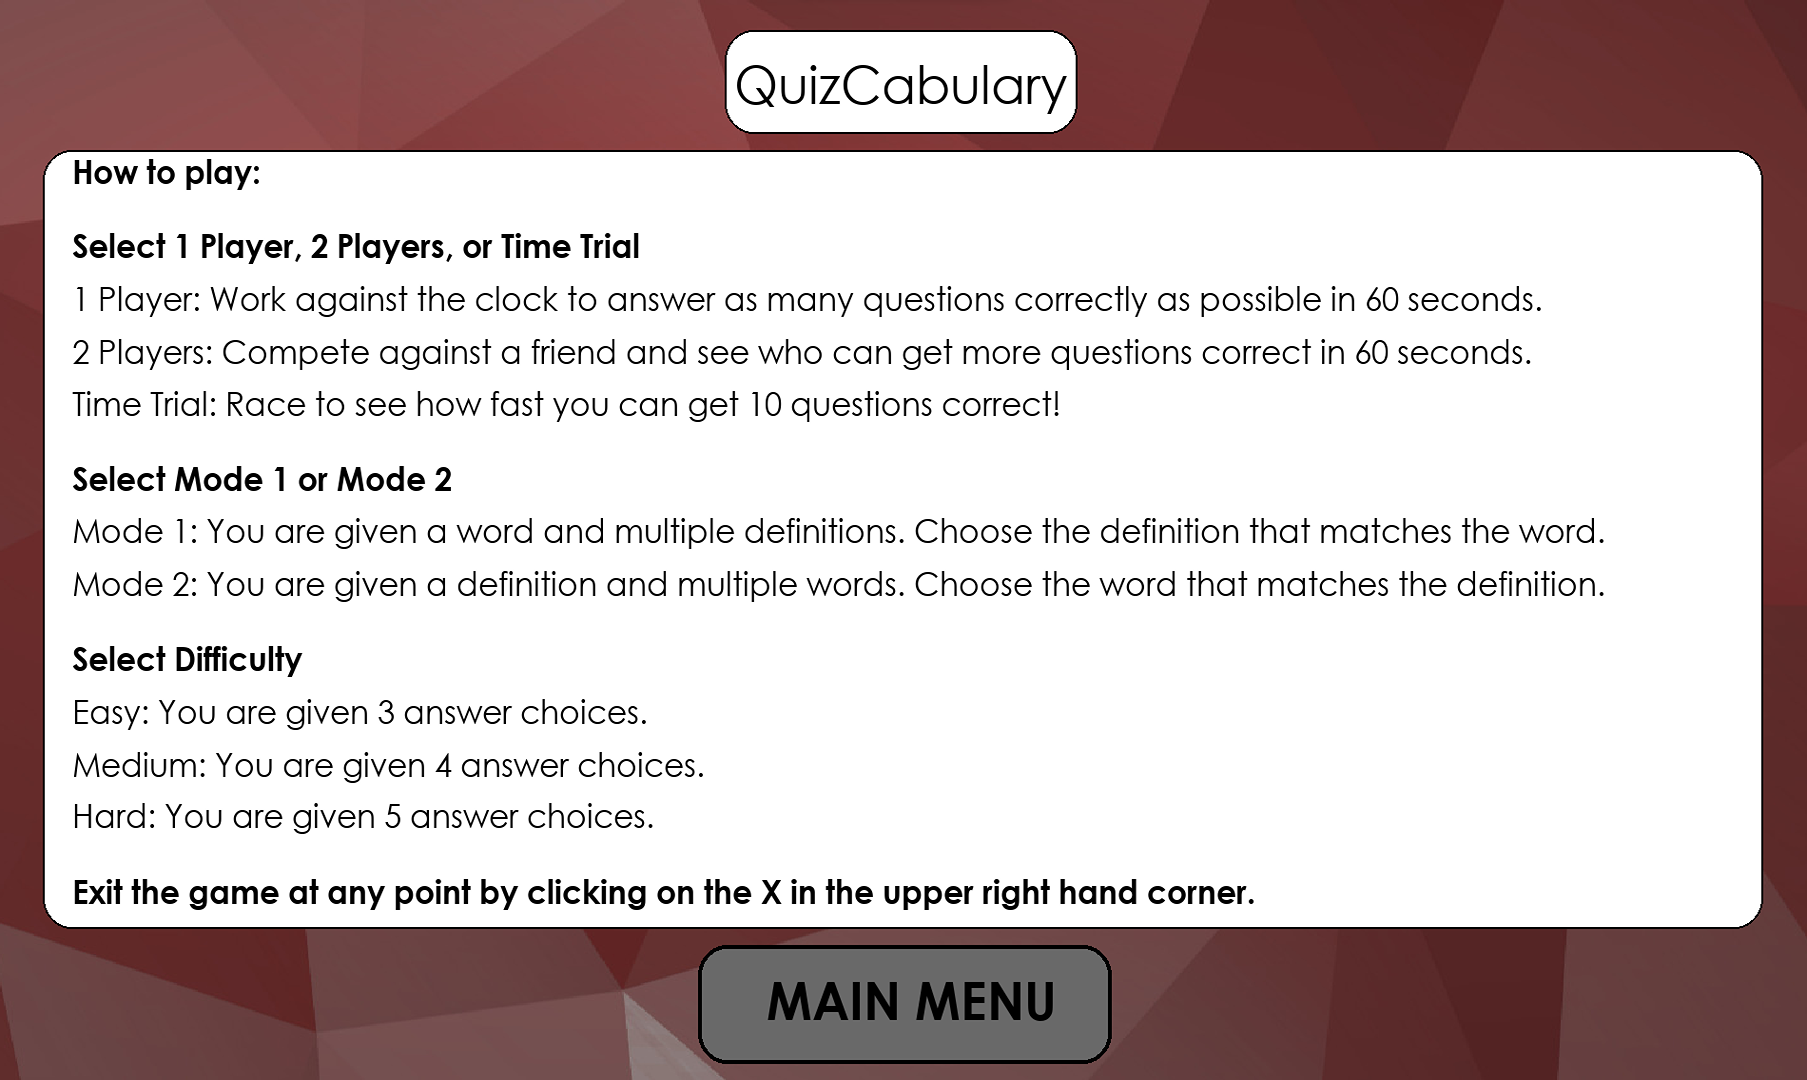 QuizCabulary
How to play:
Select 1 Player, 2 Players, or Time Trial
1 Player: Work against the clock to answer as many questions correctly as possible in 60 seconds.
2 Players: Compete against a friend and see who can get more questions correct in 60 seconds.
Time Trial: Race to see how fast you can get 10 questions correct!
Select Mode 1 or Mode 2
Mode 1: You are given a word and multiple definitions. Choose the definition that matches the word.
Mode 2: You are given a definition and multiple words. Choose the word that matches the definition.
Select Difficulty
Easy: You are given 3 answer choices.
Medium: You are given 4 answer choices.
Hard: You are given 5 answer choices.
Exit the game at any point by clicking on the X in the upper right hand corner.
MAIN MENU